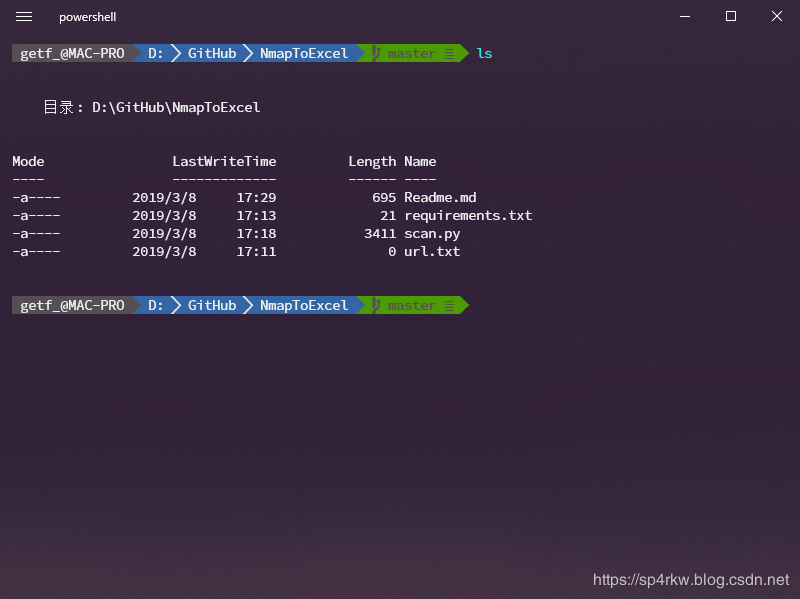 powershell
getf_@MAC-PRO D: GitHub NmapToExcel master ≡ ls
目录: D:\GitHub\NmapToExcel
Mode LastWriteTime Length Name
---- ------------- ------ ----
-a---- 2019/3/8 17:29 695 Readme.md
-a---- 2019/3/8 17:13 21 requirements.txt
-a---- 2019/3/8 17:18 3411 scan.py
-a---- 2019/3/8 17:11 0 url.txt
getf_@MAC-PRO D: GitHub NmapToExcel master ≡
https://sp4rkw.blog.csdn.net